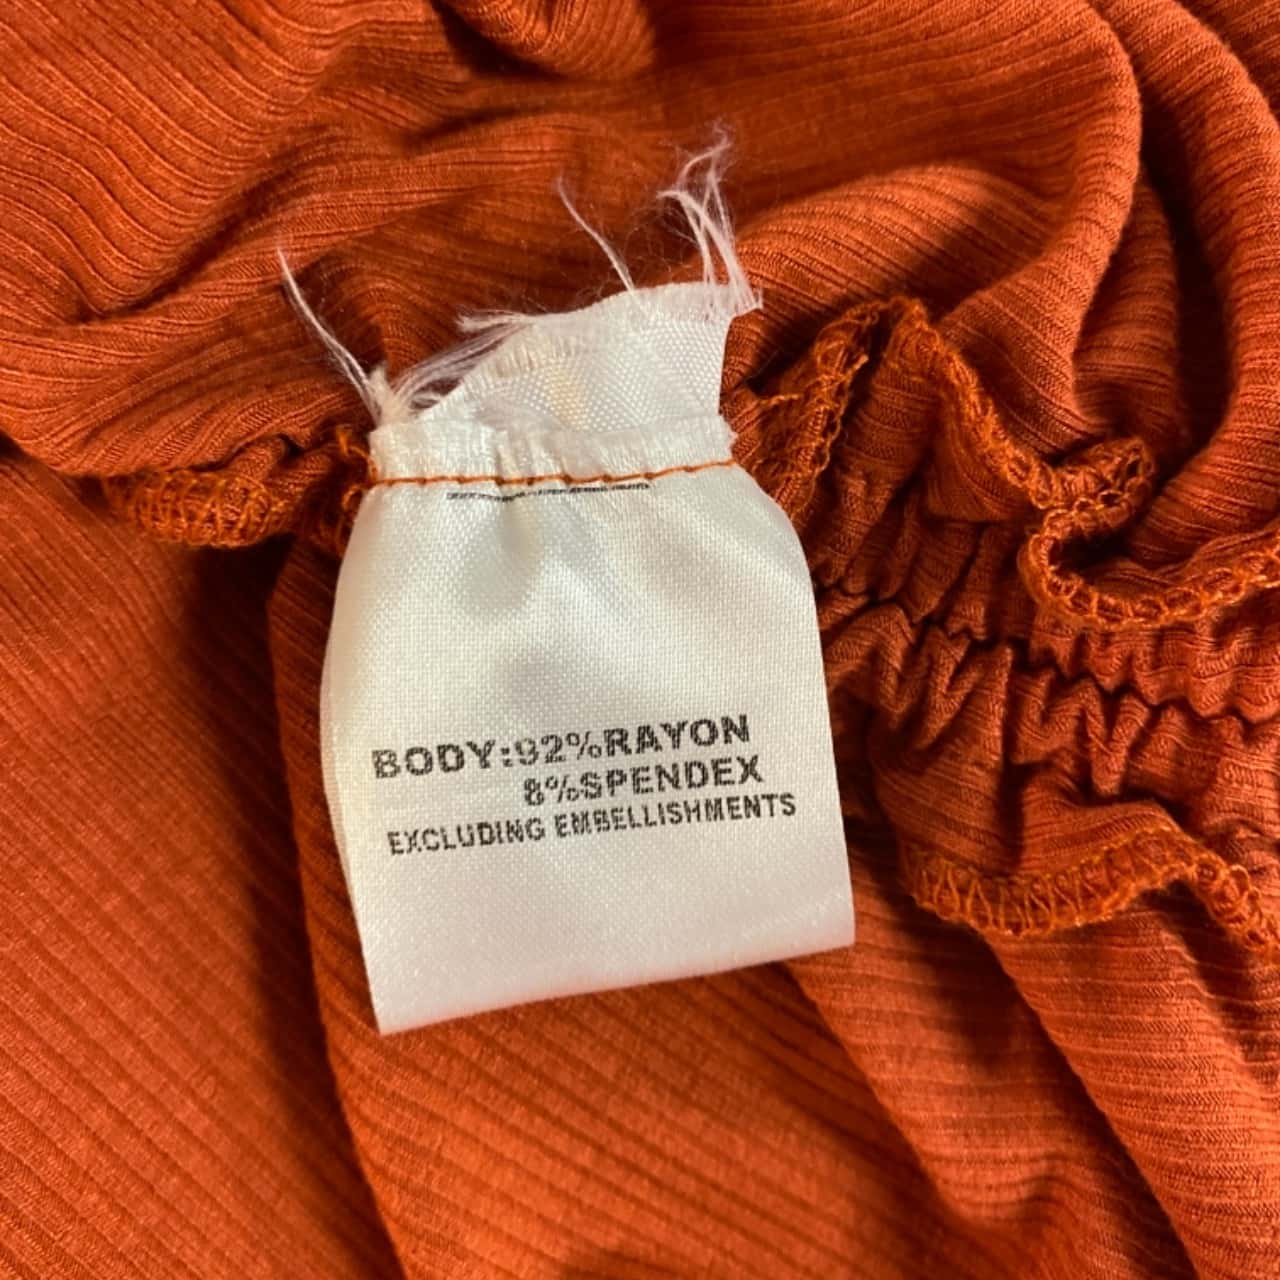 BODY:92%RAYON
8%SPENDEX
EXCLUDING EMBELLISHMENTS